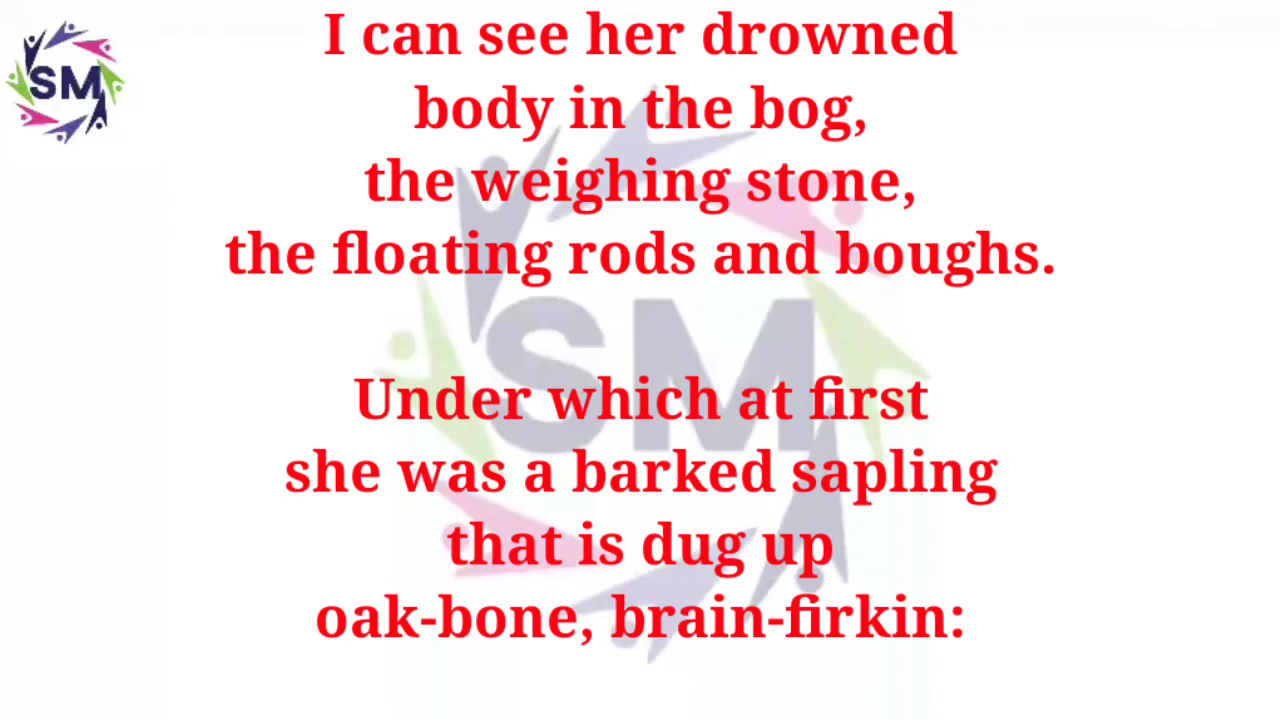 SM
I can see her drowned
body in the bog,
the weighing stone,
the floating rods and boughs.
SM
Under which at first
she was a barked sapling
that is dug up
oak-bone, brain-firkin: